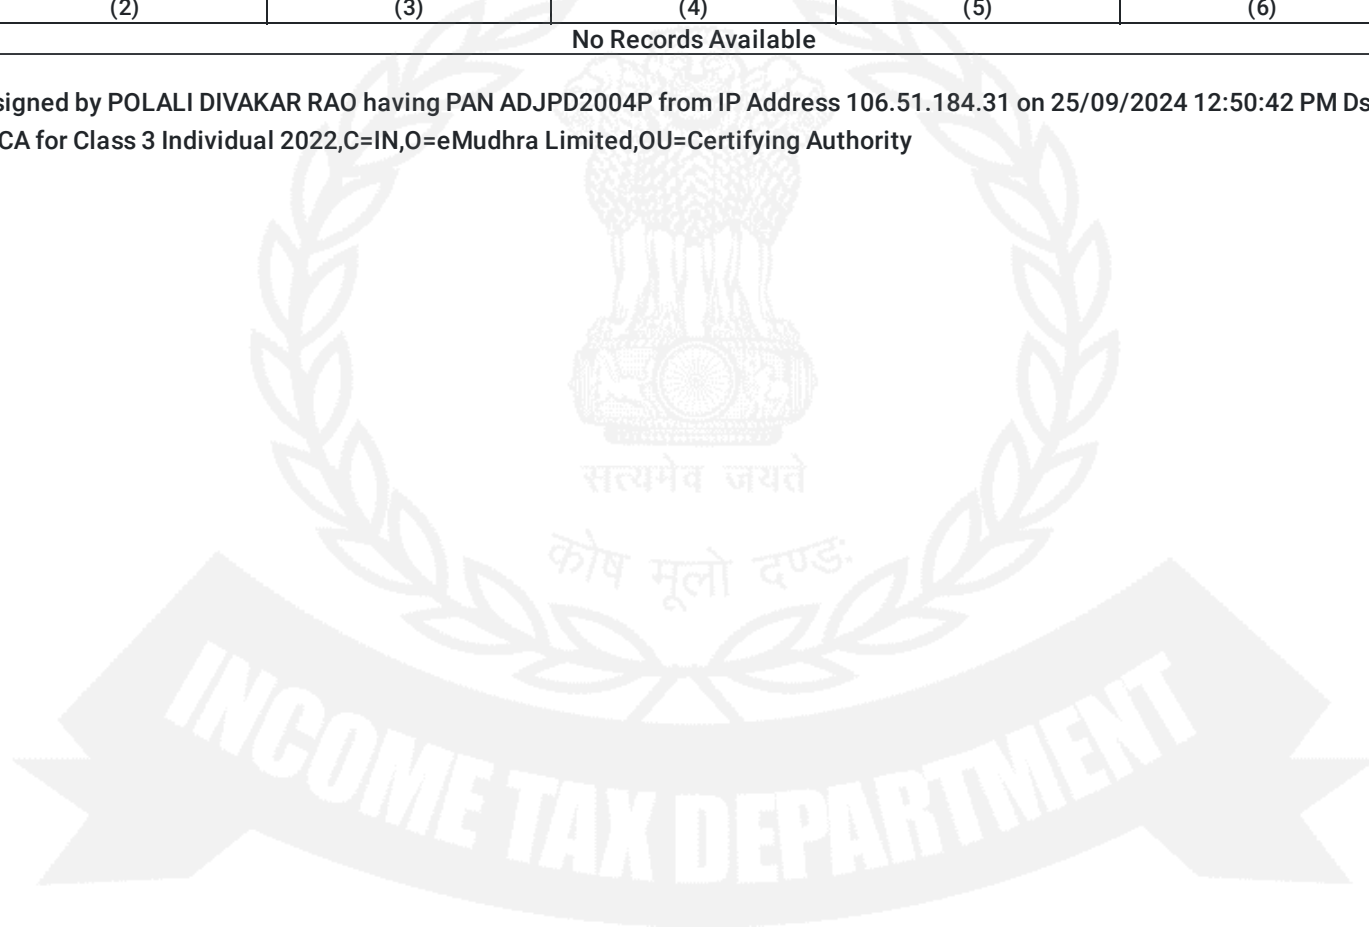 (2) (3) (4) (5) (6)
No Records Available
signed by POLALI DIVAKAR RAO having PAN ADJPD2004P from IP Address 106.51.184.31 on 25/09/2024 12:50:42 PM Ds
CA for Class 3 Individual 2022,C=IN,O=eMudhra Limited,OU=Certifying Authority
सत्यमेव जयते
कोष मूलो दण्डः
INCOME TAX DEPARTMENT